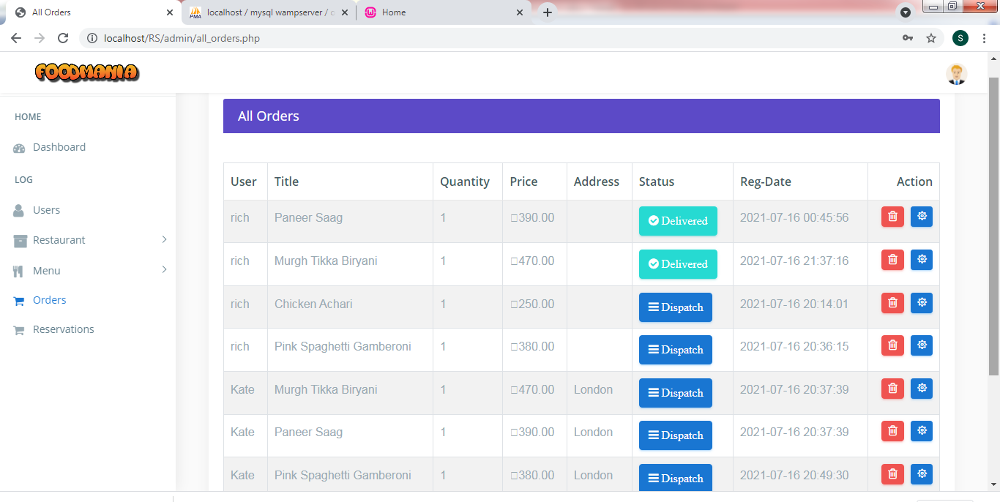 All Orders
localhost / mysql wampserver / c
Home
localhost/RS/admin/all_orders.php
S
FOODMANIA
HOME
Dashboard
LOG
Users
Restaurant
Menu
Orders
Reservations
All Orders
User Title Quantity Price Address Status Reg-Date Action
rich Paneer Saag 1 □390.00 Delivered 2021-07-16 00:45:56
rich Murgh Tikka Biryani 1 □470.00 Delivered 2021-07-16 21:37:16
rich Chicken Achari 1 □250.00 Dispatch 2021-07-16 20:14:01
rich Pink Spaghetti Gamberoni 1 □380.00 Dispatch 2021-07-16 20:36:15
Kate Murgh Tikka Biryani 1 □470.00 London Dispatch 2021-07-16 20:37:39
Kate Paneer Saag 1 □390.00 London Dispatch 2021-07-16 20:37:39
Kate Pink Spaghetti Gamberoni 1 □380.00 London Dispatch 2021-07-16 20:49:30